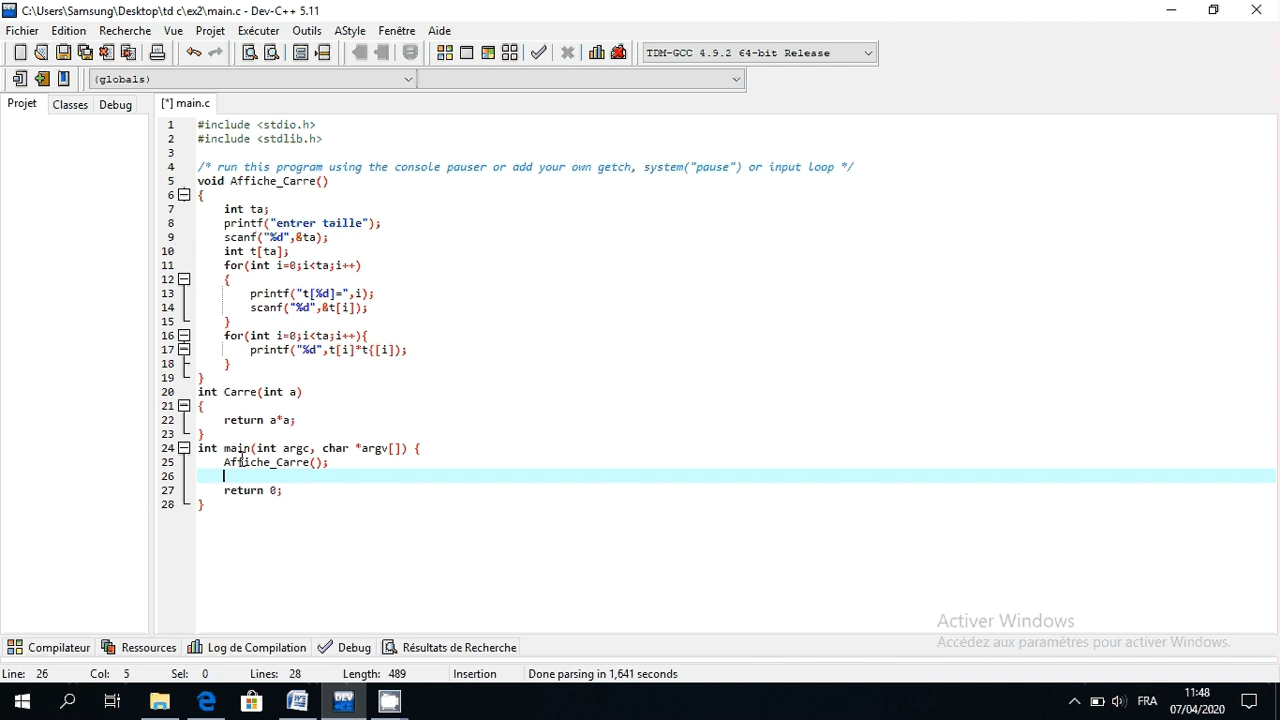 C:\Users\Samsung\Desktop\td c\ex2\main.c - Dev-C++ 5.11
Fichier Edition Recherche Vue Projet Exécuter Outils AStyle Fenêtre Aide
TDM-GCC 4.9.2 64-bit Release
(globals)
Projet Classes Debug [*] main.c
1 #include <stdio.h>
2 #include <stdlib.h>
3
4 /* run this program using the console pauser or add your own getch, system("pause") or input loop */
5 void Affiche_Carre()
6 {
7 int ta;
8 printf("entrer taille");
9 scanf("%d",&ta);
10 int t[ta];
11 for(int i=0;i<ta;i++)
12 {
13 printf("t[%d]=",i);
14 scanf("%d",&t[i]);
15 }
16 for(int i=0;i<ta;i++){
17 printf("%d",t[i]*t{[i]);
18 }
19 }
20 int Carre(int a)
21 {
22 return a*a;
23 }
24 int main(int argc, char *argv[]) {
25 Affiche_Carre();
26
27 return 0;
28 }
Activer Windows
Accédez aux paramètres pour activer Windows.
Compilateur Ressources Log de Compilation Debug Résultats de Recherche
Line: 26 Col: 5 Sel: 0 Lines: 28 Length: 489 Insertion Done parsing in 1,641 seconds
DEV FRA 11:48
07/04/2020